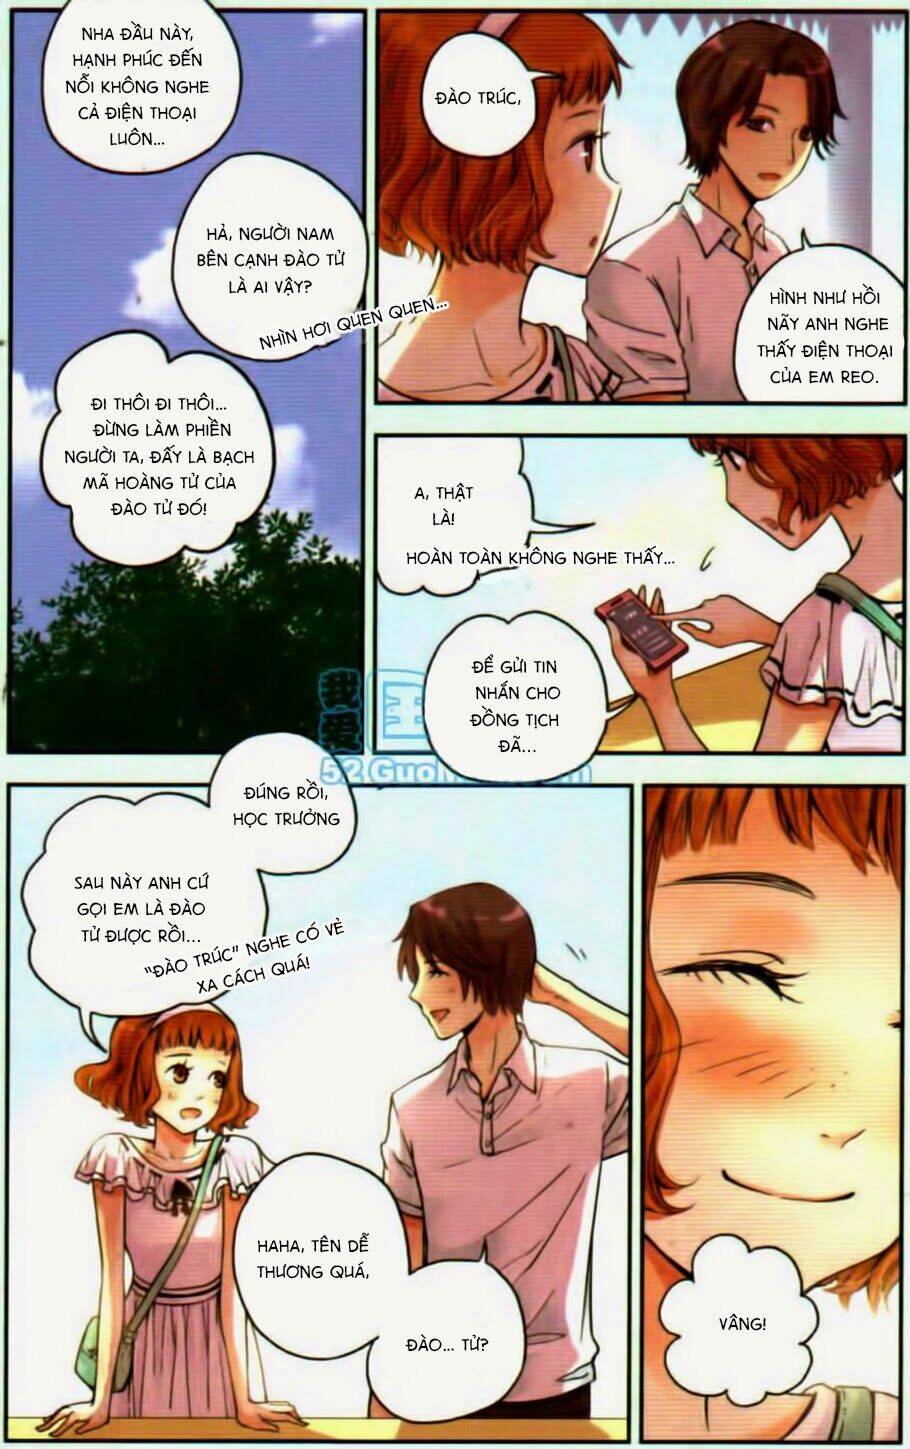 NHA ĐẦU NÀY,
HẠNH PHÚC ĐẾN
NỖI KHÔNG NGHE
CẢ ĐIỆN THOẠI
LUÔN...
HẢ, NGƯỜI NAM
BÊN CẠNH ĐÀO TỬ
LÀ AI VẬY?
NHÌN HƠI QUEN QUEN...
ĐI THÔI ĐI THÔI...
ĐỪNG LÀM PHIỀN
NGƯỜI TA, ĐẤY LÀ BẠCH
MÃ HOÀNG TỬ CỦA
ĐÀO TỬ ĐÓ!
ĐÀO TRÚC,
HÌNH NHƯ HỒI
NÃY ANH NGHE
THẤY ĐIỆN THOẠI
CỦA EM REO.
A, THẬT
LÀ!
HOÀN TOÀN KHÔNG NGHE THẤY...
ĐỂ GỬI TIN
NHẮN CHO
ĐỒNG TỊCH
ĐÃ...
我爱国
52 GuoM
ĐÚNG RỒI,
HỌC TRƯỞNG
SAU NÀY ANH CỨ
GỌI EM LÀ ĐÀO
TỬ ĐƯỢC RỒI...
"ĐÀO TRÚC" NGHE CÓ VẺ
XA CÁCH QUÁ!
HAHA, TÊN DỄ
THƯƠNG QUÁ,
ĐÀO... TỬ?
VÂNG!